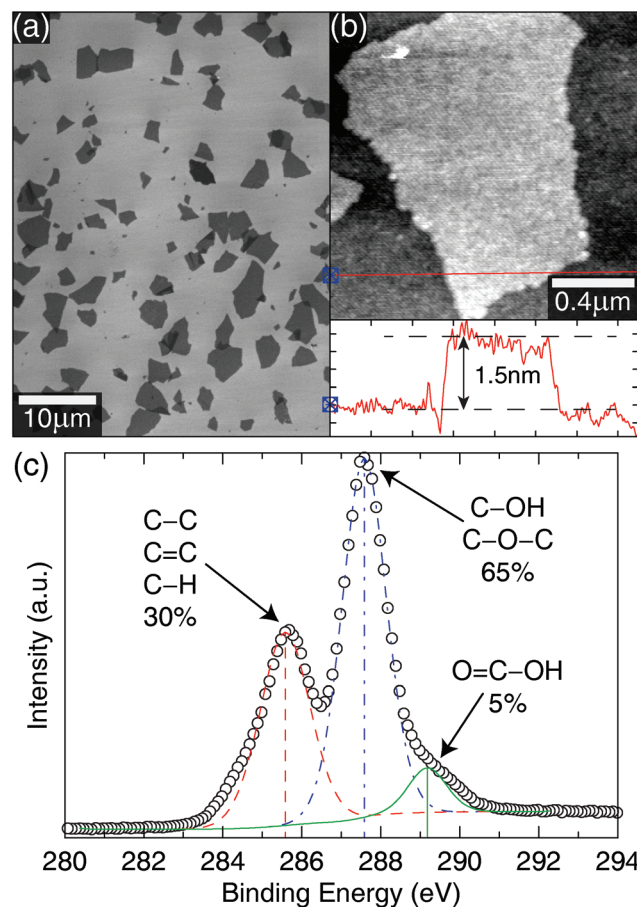 (a)
(b)
10μm
0.4μm
1.5nm
(c)
C–C
C=C
C–H
30%
C–OH
C–O–C
65%
O=C–OH
5%
Intensity (a.u.)
280 282 284 286 288 290 292 294
Binding Energy (eV)